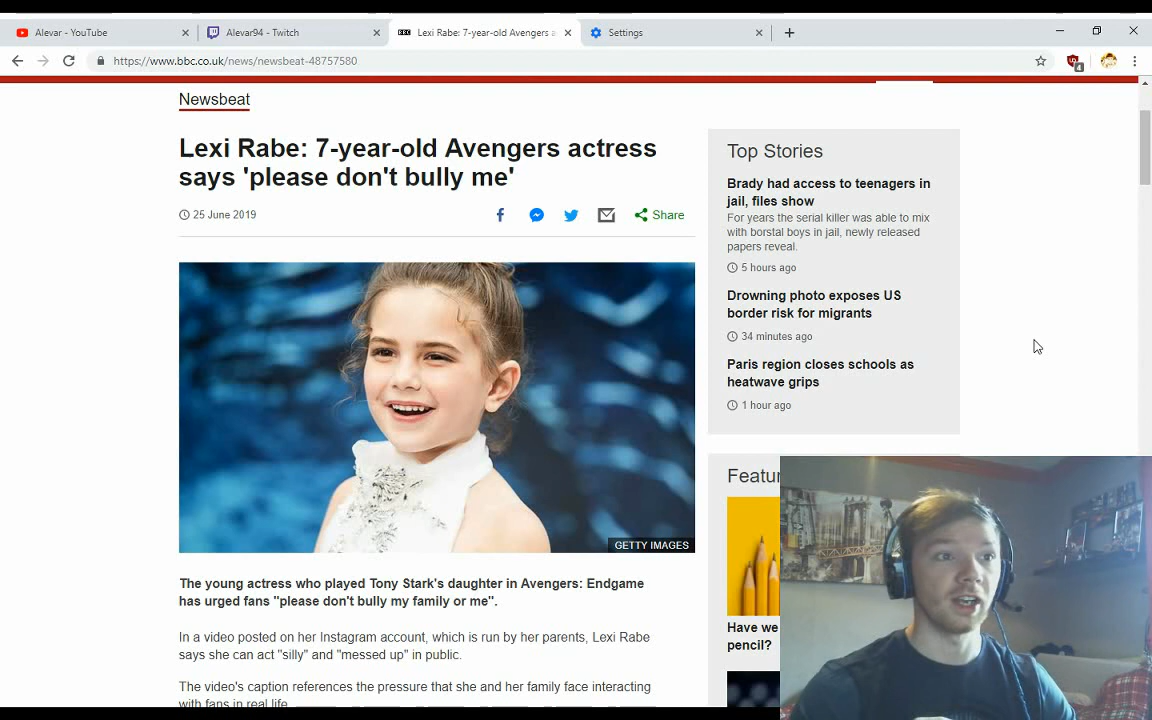 Alevar - YouTube
Alevar94 - Twitch
BBC
Lexi Rabe: 7-year-old Avengers a
Settings
https://www.bbc.co.uk/news/newsbeat-48757580
4
Newsbeat
Lexi Rabe: 7-year-old Avengers actress
says 'please don't bully me'
25 June 2019
Share
GETTY IMAGES
The young actress who played Tony Stark's daughter in Avengers: Endgame
has urged fans "please don't bully my family or me".
In a video posted on her Instagram account, which is run by her parents, Lexi Rabe
says she can act "silly" and "messed up" in public.
The video's caption references the pressure that she and her family face interacting
with fans in real life.
Top Stories
Brady had access to teenagers in
jail, files show
For years the serial killer was able to mix
with borstal boys in jail, newly released
papers reveal.
5 hours ago
Drowning photo exposes US
border risk for migrants
34 minutes ago
Paris region closes schools as
heatwave grips
1 hour ago
Featu
Have we
pencil?